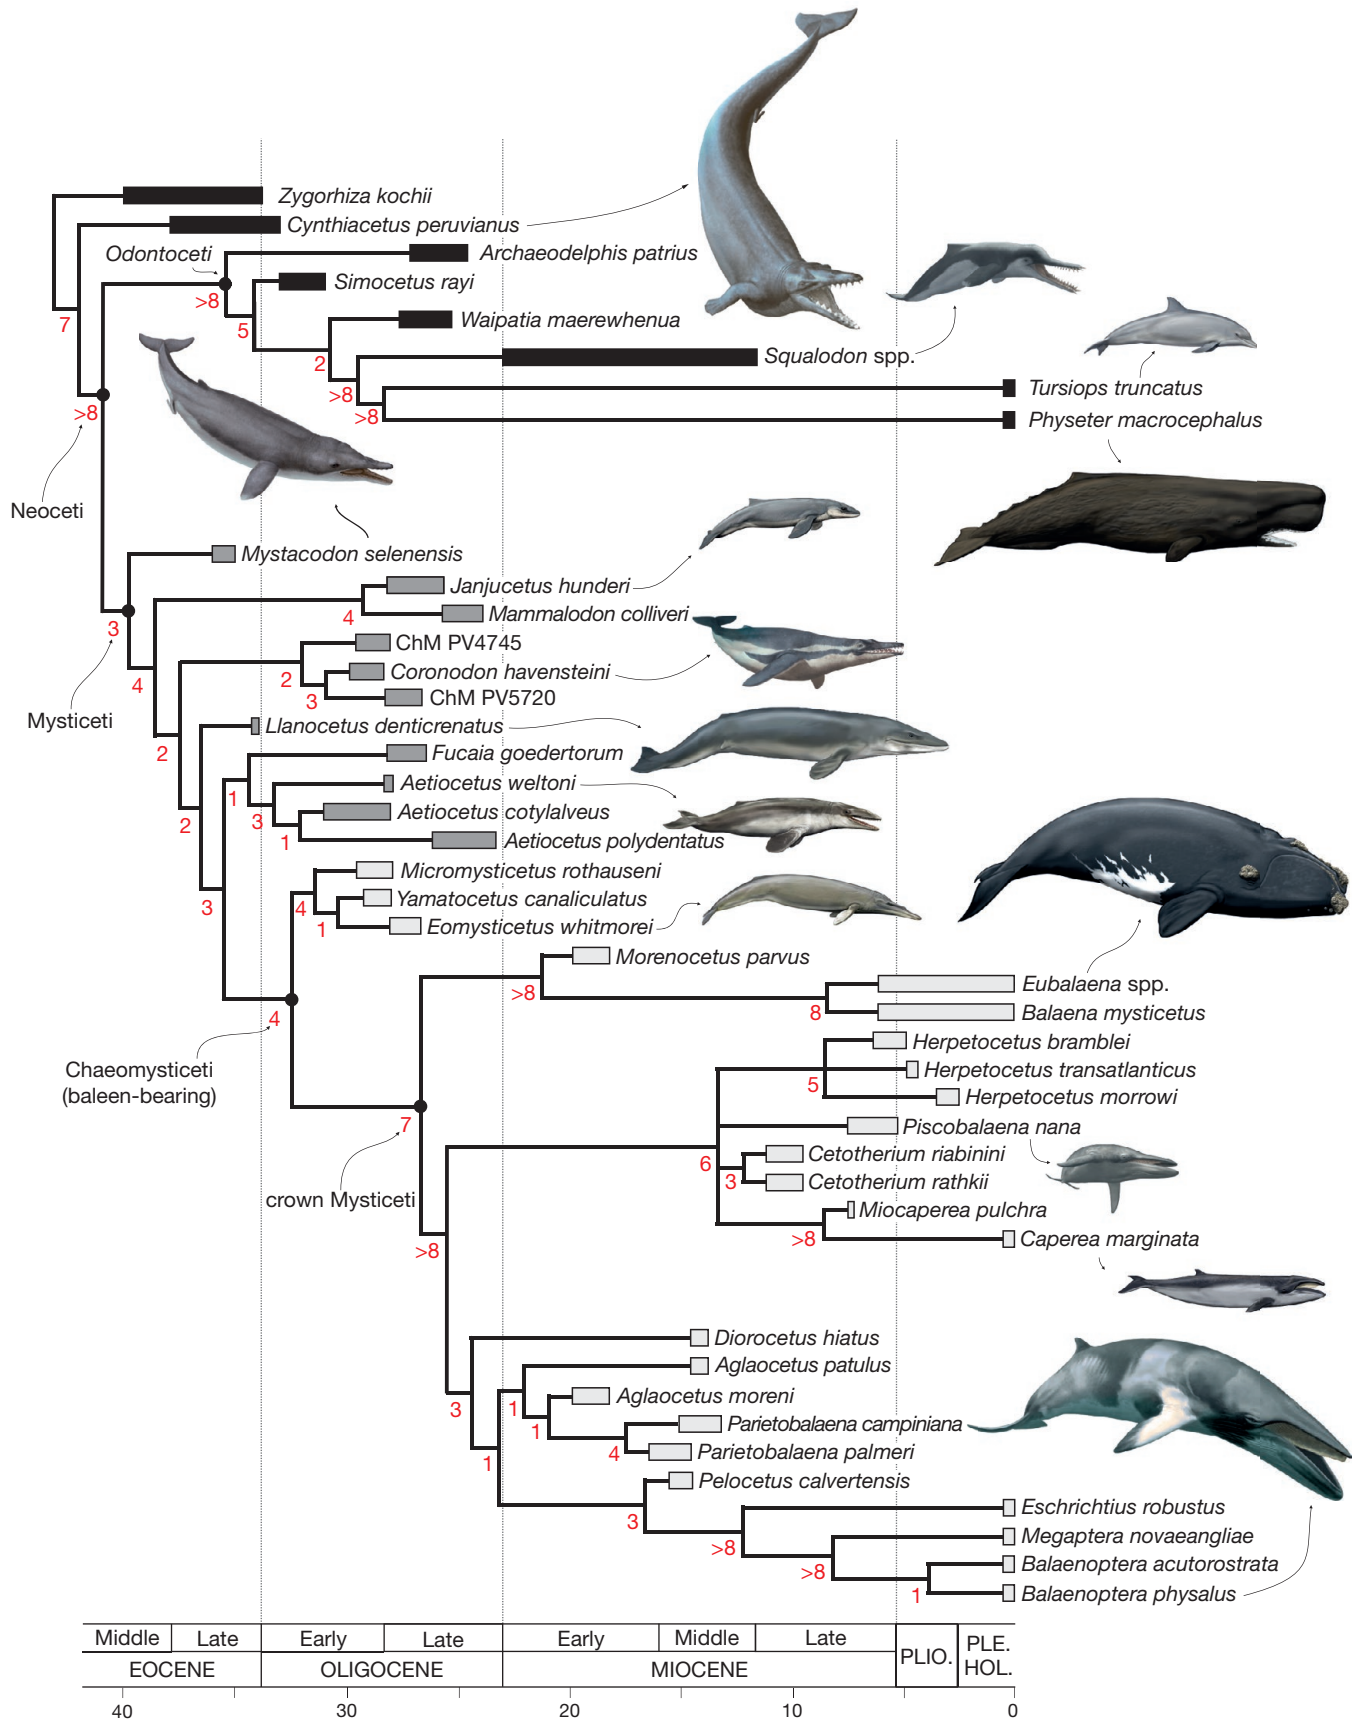 Zygorhiza kochii
Cynthiacetus peruvianus
Odontoceti
Archaeodelphis patrius
Simocetus rayi
>8
7
5
Waipatia maerewhenua
2
Squalodon spp.
>8
Tursiops truncatus
>8
>8
Physeter macrocephalus
Neoceti
Mystacodon selenensis
Janjucetus hunderi
4
Mammalodon colliveri
3
ChM PV4745
Coronodon havensteini
2
4
3
ChM PV5720
Mysticeti
Llanocetus denticrenatus
2
Fucaia goedertorum
Aetiocetus weltoni
1
Aetiocetus cotylalveus
2
3
1
Aetiocetus polydentatus
Micromysticetus rothauseni
Yamatocetus canaliculatus
4
3
1
Eomysticetus whitmorei
Morenocetus parvus
Eubalaena spp.
>8
4
8
Balaena mysticetus
Herpetocetus bramblei
Chaeomysticeti
(baleen-bearing)
Herpetocetus transatlanticus
5
Herpetocetus morrowi
7
Piscobalaena nana
Cetotherium riabinini
6
3
Cetotherium rathkii
crown Mysticeti
Miocaperea pulchra
>8
>8
Caperea marginata
Diorocetus hiatus
Aglaocetus patulus
Aglaocetus moreni
3
1
1
Parietobalaena campiniana
4
Parietobalaena palmeri
1
Pelocetus calvertensis
Eschrichtius robustus
3
Megaptera novaeangliae
>8
Balaenoptera acutorostrata
>8
1
Balaenoptera physalus
Middle Late Early Late Early Middle Late PLIO. PLE. HOL.
EOCENE OLIGOCENE MIOCENE
40 30 20 10 0